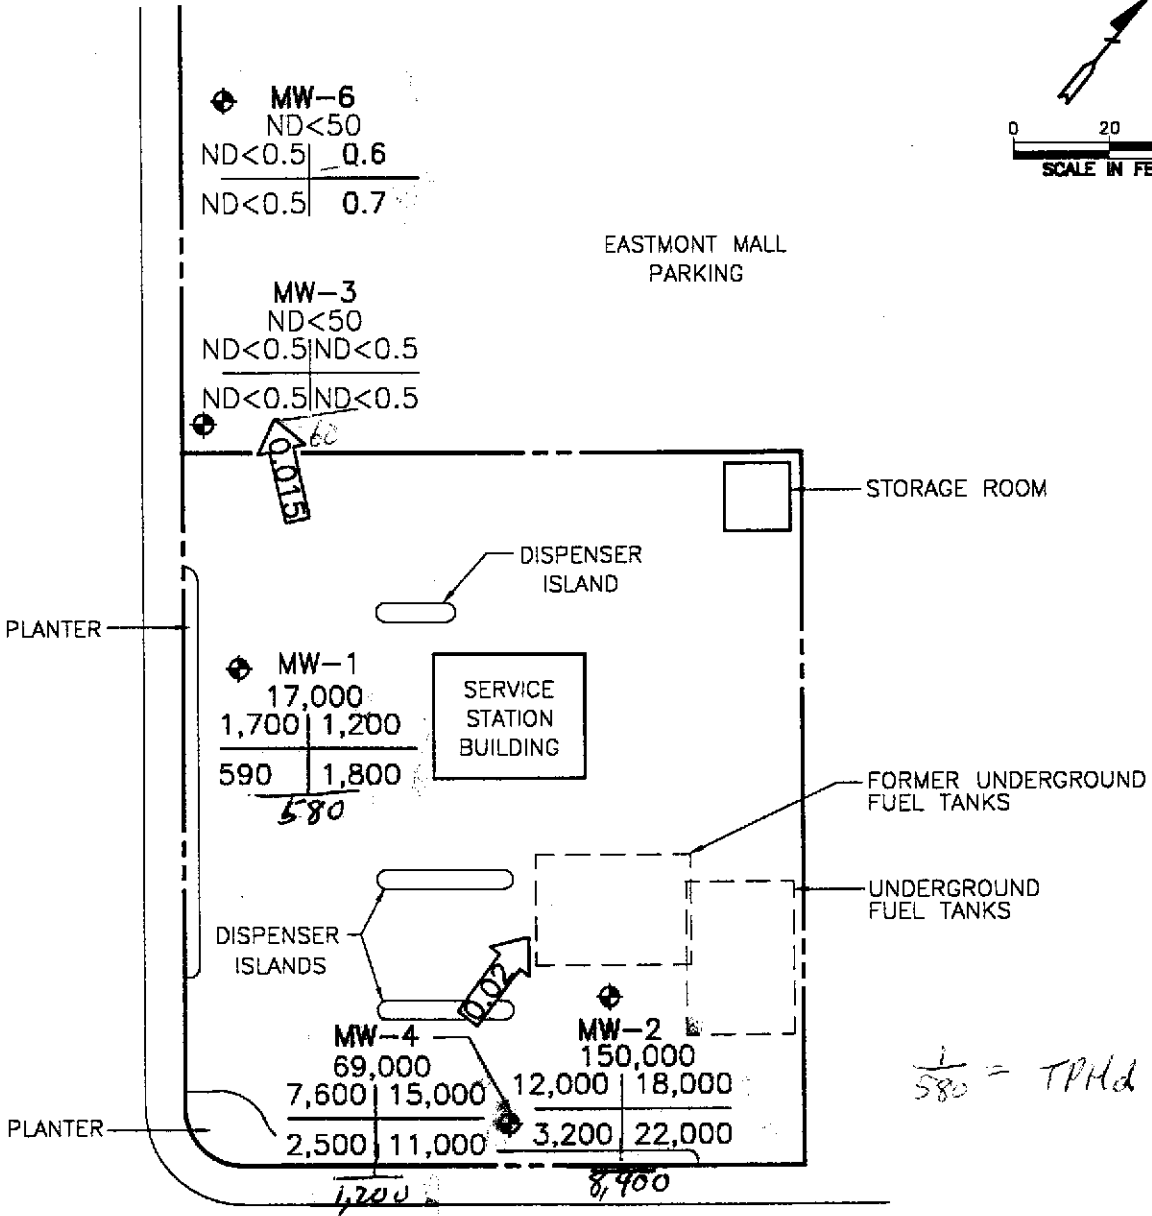 0 20
SCALE IN FE
MW-6
ND<50
ND<0.5 0.6
ND<0.5 0.7
EASTMONT MALL
PARKING
MW-3
ND<50
ND<0.5 ND<0.5
ND<0.5 ND<0.5
60
0.015
STORAGE ROOM
DISPENSER
ISLAND
PLANTER
MW-1
17,000
1,700 1,200
590 1,800
580
SERVICE
STATION
BUILDING
FORMER UNDERGROUND
FUEL TANKS
UNDERGROUND
FUEL TANKS
DISPENSER
ISLANDS
0.02
MW-4
69,000
7,600 15,000
2,500 11,000
1,200
MW-2
150,000
12,000 18,000
3,200 22,000
8,900
1/580 = TPHd
PLANTER